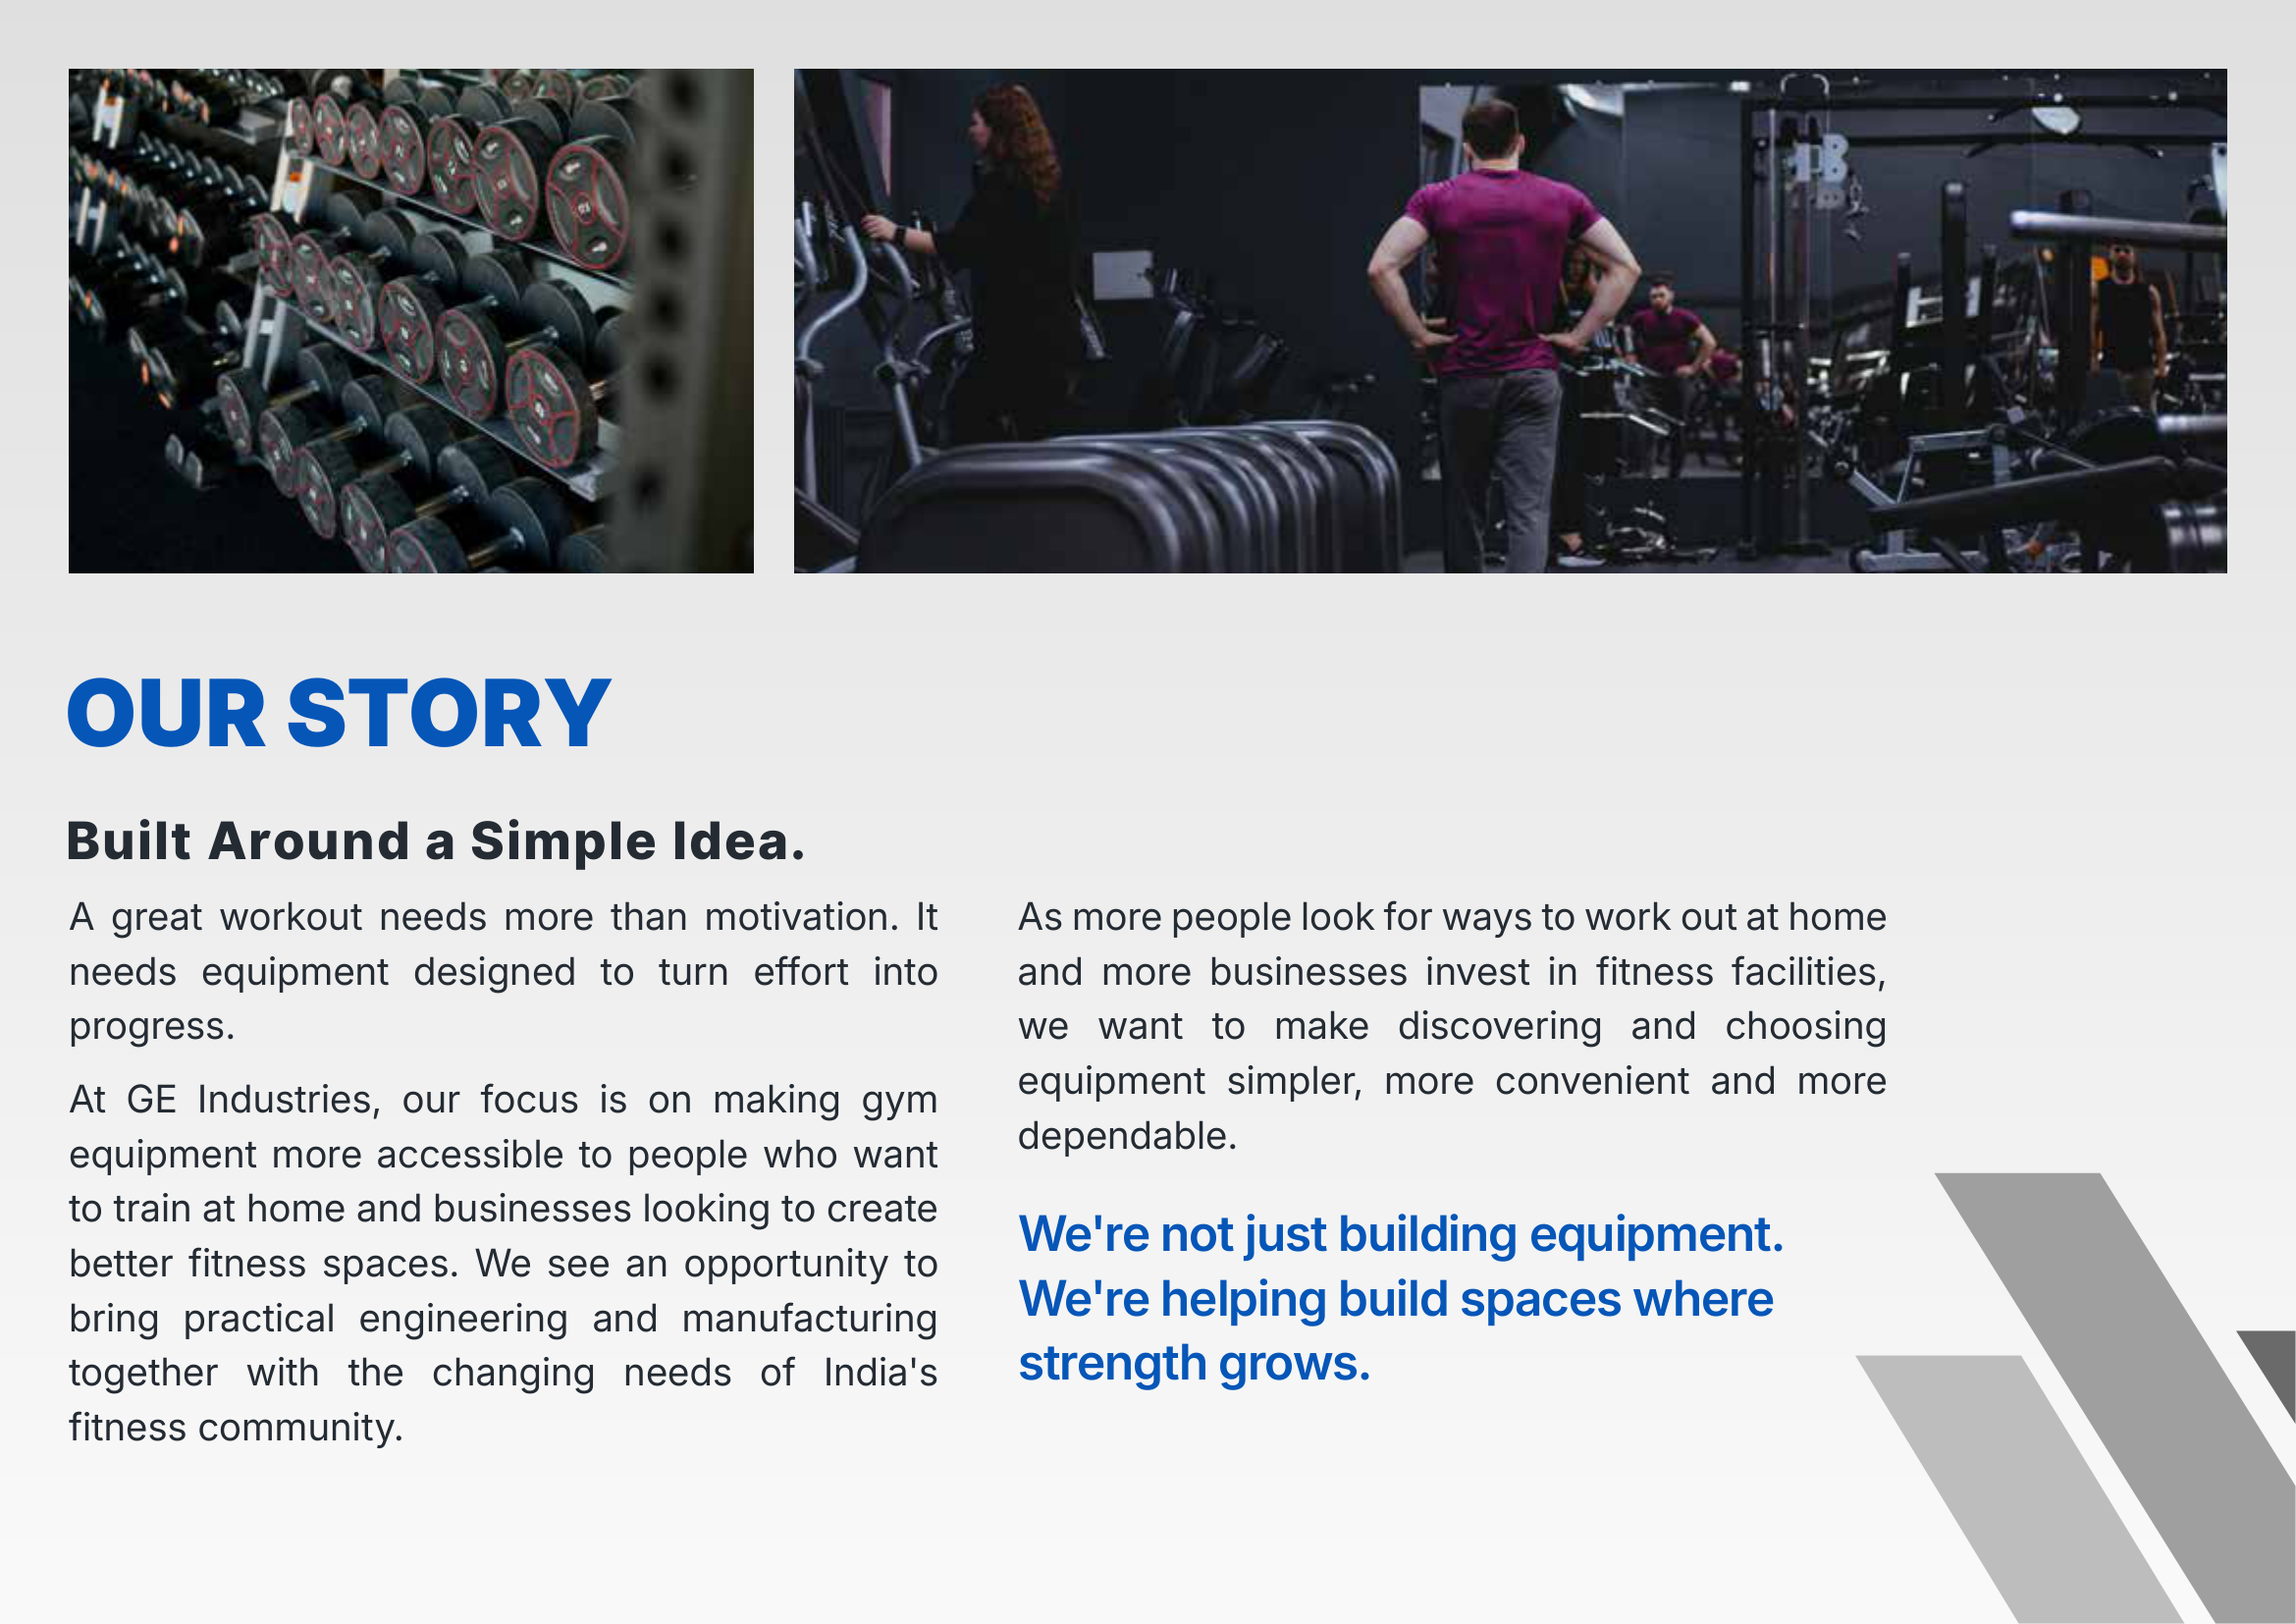 OUR STORY
Built Around a Simple Idea.
A great workout needs more than motivation. It
needs equipment designed to turn effort into
progress.
At GE Industries, our focus is on making gym
equipment more accessible to people who want
to train at home and businesses looking to create
better fitness spaces. We see an opportunity to
bring practical engineering and manufacturing
together with the changing needs of India's
fitness community.
As more people look for ways to work out at home
and more businesses invest in fitness facilities,
we want to make discovering and choosing
equipment simpler, more convenient and more
dependable.
We're not just building equipment.
We're helping build spaces where
strength grows.